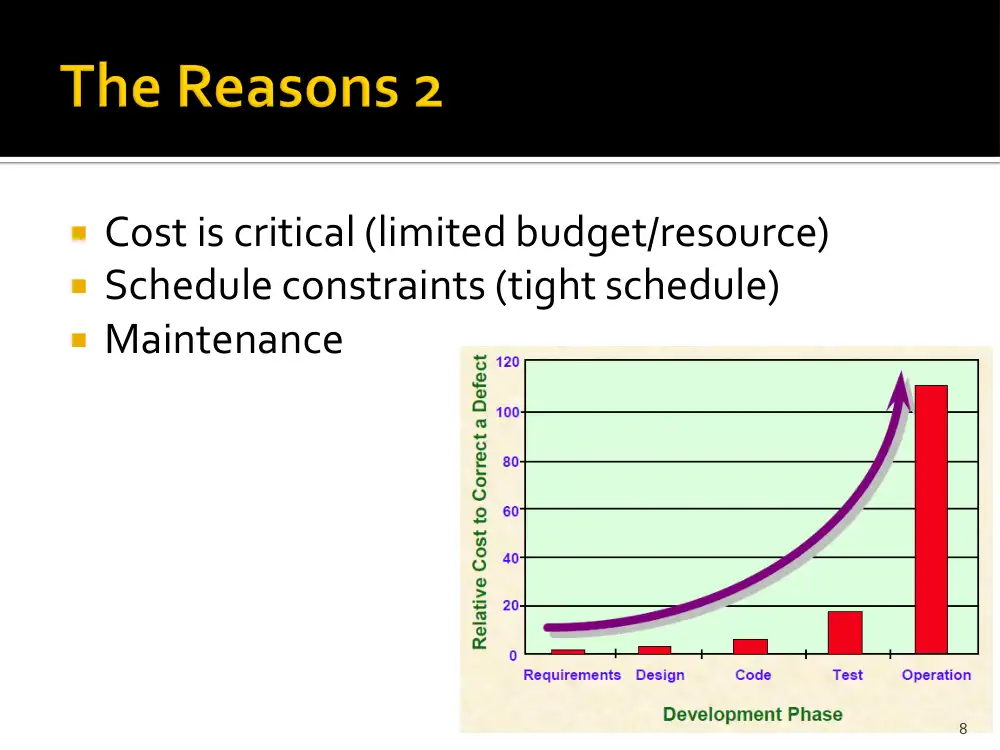 The Reasons 2
Cost is critical (limited budget/resource)
Schedule constraints (tight schedule)
Maintenance
Relative Cost to Correct a Defect
120
100
80
60
40
20
0
Requirements Design Code Test Operation
Development Phase
8